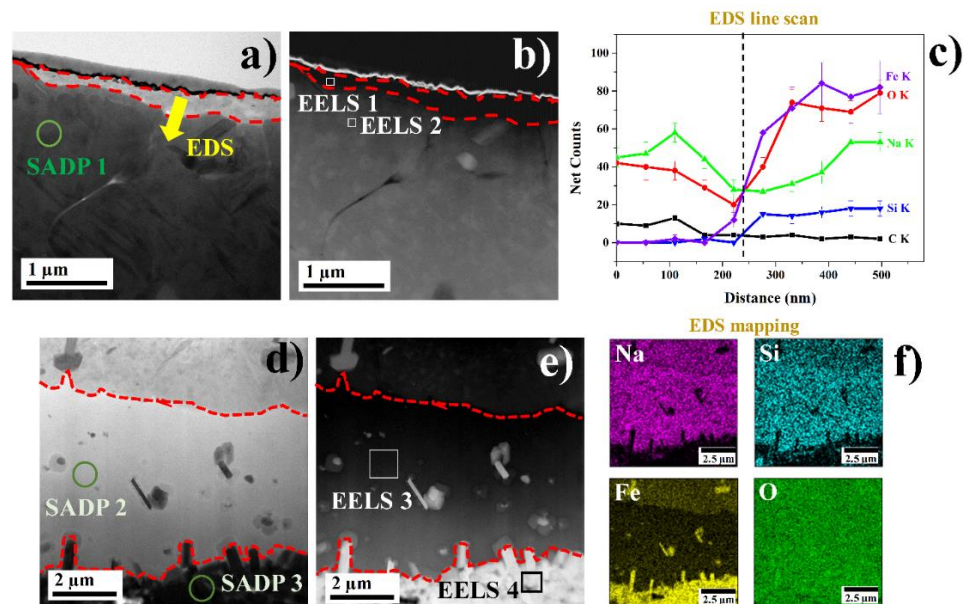 a)
SADP 1
EDS
1 µm
b)
EELS 1
EELS 2
1 µm
EDS line scan
c)
Net Counts
100
80
60
40
20
0
0
100
200
300
400
500
600
Distance (nm)
Fe K
O K
Na K
Si K
C K
d)
SADP 2
2 µm
SADP 3
e)
EELS 3
2 µm
EELS 4
EDS mapping
f)
Na
2.5 µm
Si
2.5 µm
Fe
2.5 µm
O
2.5 µm